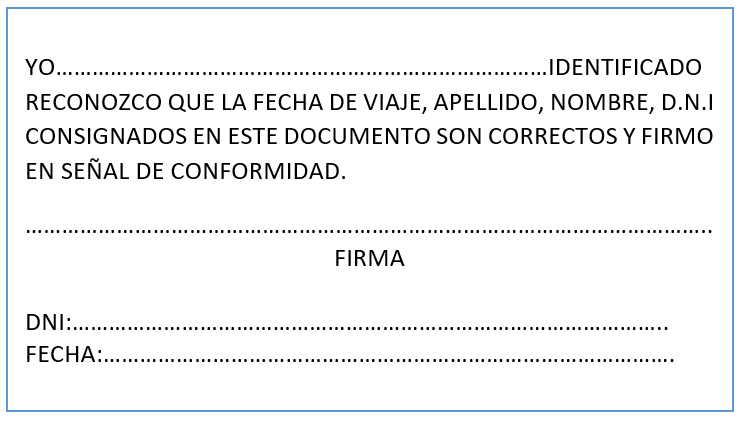 YO……………………………………………………………………IDENTIFICADO
RECONOZCO QUE LA FECHA DE VIAJE, APELLIDO, NOMBRE, D.N.I
CONSIGNADOS EN ESTE DOCUMENTO SON CORRECTOS Y FIRMO
EN SEÑAL DE CONFORMIDAD.
………………………………………………………………………………………………..
FIRMA
DNI:…………………………………………………………………………………..
FECHA:……………………………………………………………………………….